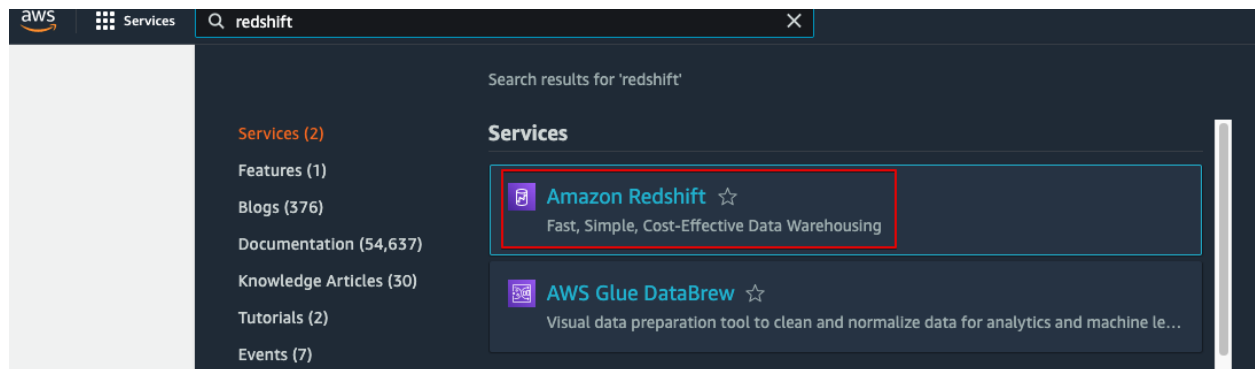 aws
Services
redshift
Search results for 'redshift'
Services (2)
Features (1)
Blogs (376)
Documentation (54,637)
Knowledge Articles (30)
Tutorials (2)
Events (7)
Services
Amazon Redshift
Fast, Simple, Cost-Effective Data Warehousing
AWS Glue DataBrew
Visual data preparation tool to clean and normalize data for analytics and machine le...